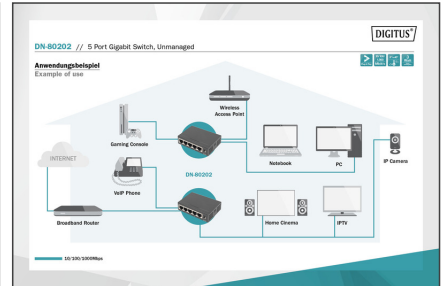 DIGITUS®
DN-80202 // 5 Port Gigabit Switch, Unmanaged
Anwendungsbeispiel
Example of use
Wireless
Access Point
Gaming Console
INTERNET
Notebook
PC
IP Camera
VoIP Phone
DN-80202
Broadband Router
Home Cinema
IPTV
10/100/1000Mbps